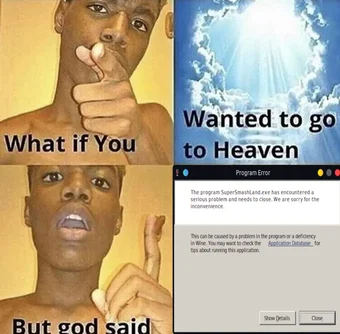 What if You
Wanted to go
to Heaven
But god said
Program Error
The program SuperSmashLand.exe has encountered a
serious problem and needs to close. We are sorry for the
inconvenience.
This can be caused by a problem in the program or a deficiency
in Wine. You may want to check the Application Database for
tips about running this application.
Show Details
Close